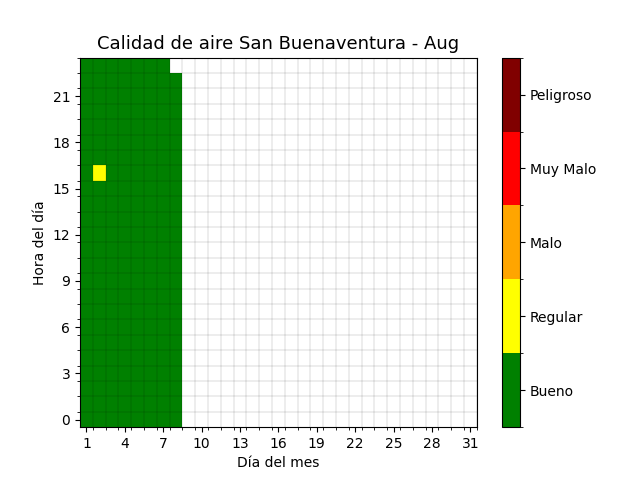 Calidad de aire San Buenaventura - Aug
Hora del día
21
18
15
12
9
6
3
0
1 4 7 10 13 16 19 22 25 28 31
Día del mes
Peligroso
Muy Malo
Malo
Regular
Bueno